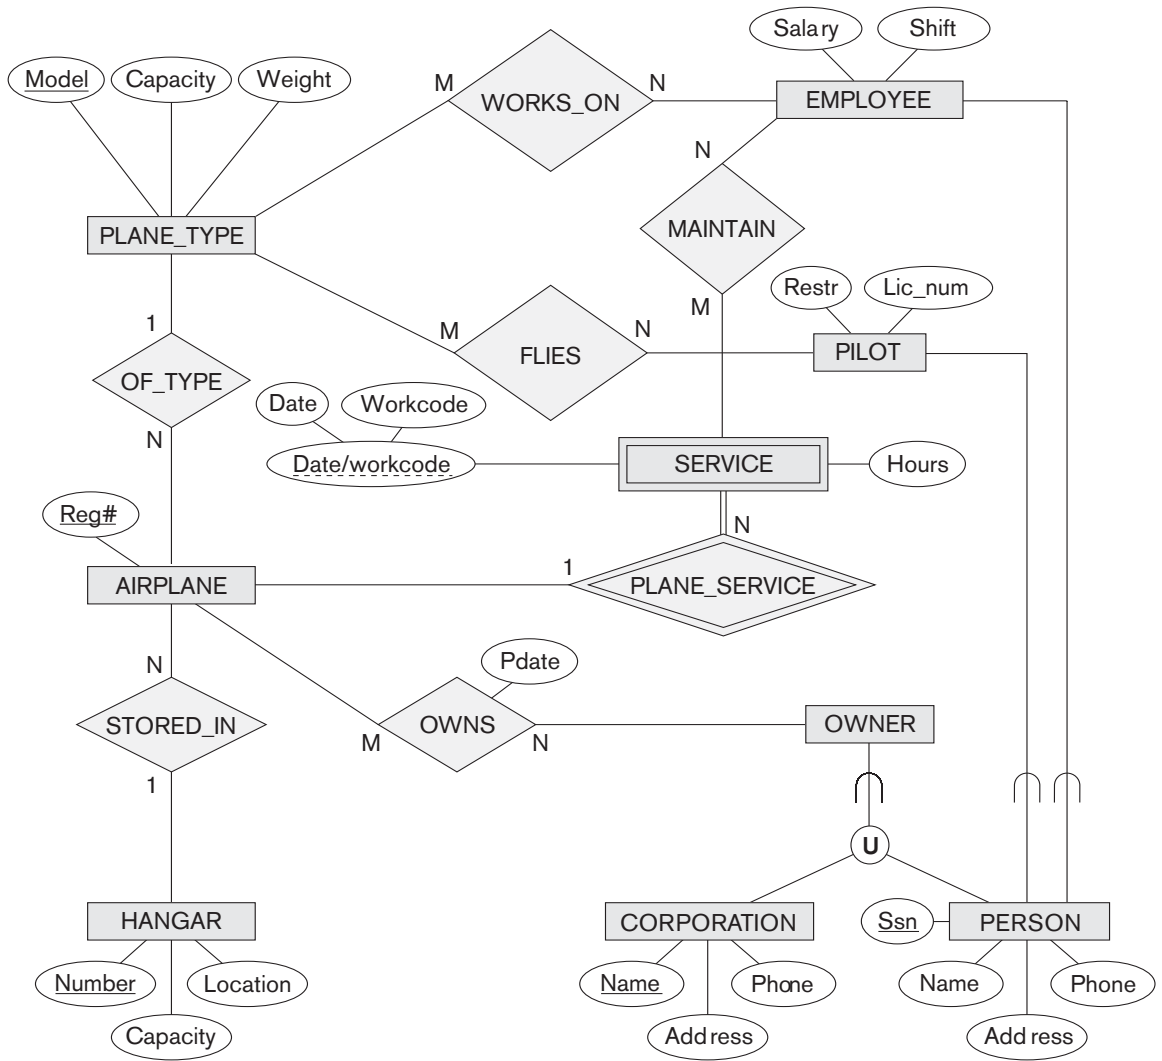 Salary
Shift
Model
Capacity
Weight
M
WORKS_ON
N
EMPLOYEE
N
PLANE_TYPE
MAINTAIN
Restr
Lic_num
M
1
M
FLIES
N
PILOT
OF_TYPE
Date
Workcode
N
Date/workcode
SERVICE
Hours
Reg#
N
AIRPLANE
1
PLANE_SERVICE
N
Pdate
STORED_IN
M
OWNS
N
OWNER
1
U
HANGAR
CORPORATION
Ssn
PERSON
Number
Location
Name
Phone
Name
Phone
Capacity
Address
Address